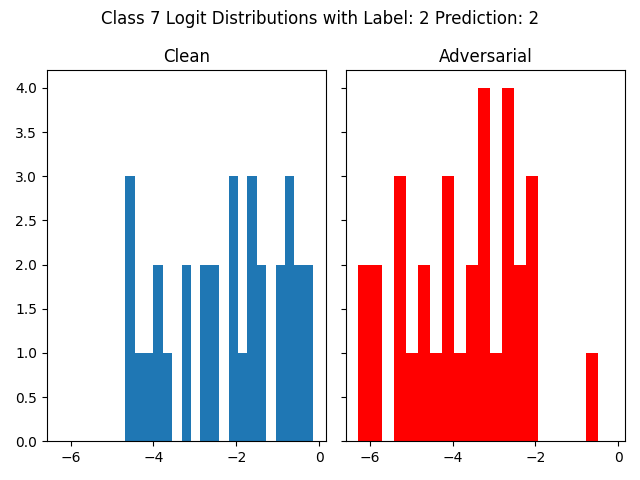 Class 7 Logit Distributions with Label: 2 Prediction: 2
Clean
Adversarial
4.0
3.5
3.0
2.5
2.0
1.5
1.0
0.5
0.0
−6 −4 −2 0
−6 −4 −2 0